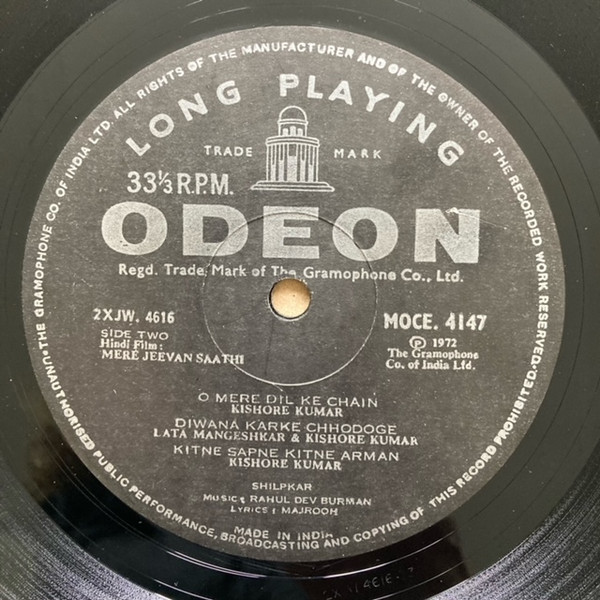 THE GRAMOPHONE CO. OF INDIA LTD. ALL RIGHTS OF THE MANUFACTURER AND OF THE OWNER OF THE RECORDED WORK RESERVED.
UNAUTHORISED PUBLIC PERFORMANCE, BROADCASTING AND COPYING OF THIS RECORD PROHIBITED.
LONG PLAYING
TRADE MARK
33⅓ R.P.M.
ODEON
Regd. Trade Mark of The Gramophone Co., Ltd.
2XJW. 4616
SIDE TWO
Hindi Film:
MERE JEEVAN SAATHI
MOCE. 4147
Ⓟ 1972
The Gramophone
Co. of India Ltd.
O MERE DIL KE CHAIN
KISHORE KUMAR
DIWANA KARKE CHHODOGE
LATA MANGESHKAR & KISHORE KUMAR
KITNE SAPNE KITNE ARMAN
KISHORE KUMAR
SHILPKAR
MUSIC : RAHUL DEV BURMAN
LYRICS : MAJROOH
MADE IN INDIA